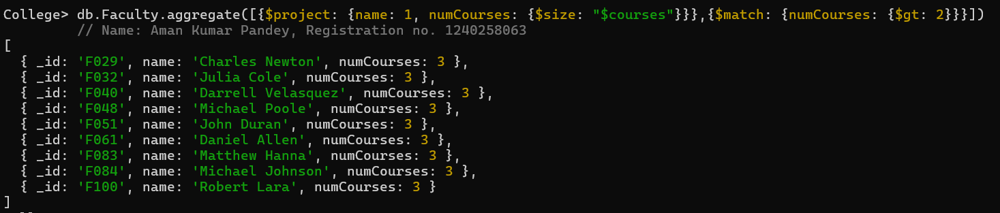 College> db.Faculty.aggregate([{$project: {name: 1, numCourses: {$size: "$courses"}}},{$match: {numCourses: {$gt: 2}}}])
// Name: Aman Kumar Pandey, Registration no. 1240258063
[
{ _id: 'F029', name: 'Charles Newton', numCourses: 3 },
{ _id: 'F032', name: 'Julia Cole', numCourses: 3 },
{ _id: 'F040', name: 'Darrell Velasquez', numCourses: 3 },
{ _id: 'F048', name: 'Michael Poole', numCourses: 3 },
{ _id: 'F051', name: 'John Duran', numCourses: 3 },
{ _id: 'F061', name: 'Daniel Allen', numCourses: 3 },
{ _id: 'F083', name: 'Matthew Hanna', numCourses: 3 },
{ _id: 'F084', name: 'Michael Johnson', numCourses: 3 },
{ _id: 'F100', name: 'Robert Lara', numCourses: 3 }
]